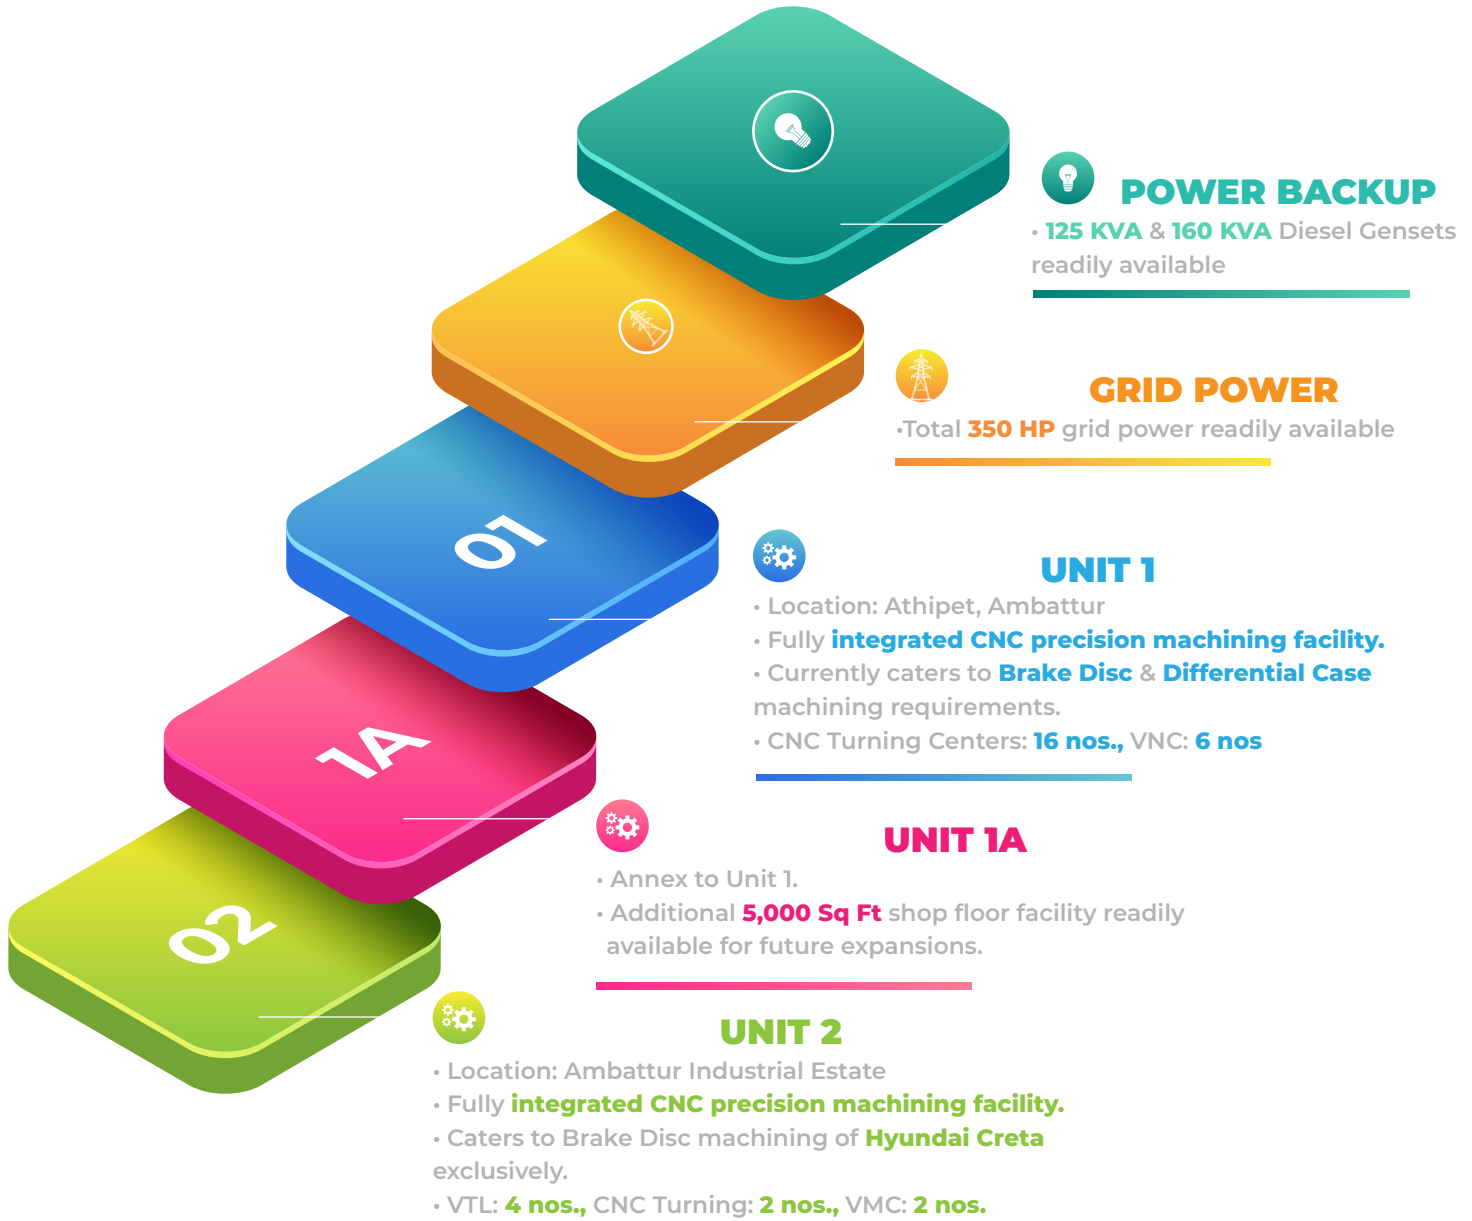 POWER BACKUP
• 125 KVA & 160 KVA Diesel Gensets
readily available
GRID POWER
•Total 350 HP grid power readily available
01
UNIT 1
• Location: Athipet, Ambattur
• Fully integrated CNC precision machining facility.
• Currently caters to Brake Disc & Differential Case
machining requirements.
• CNC Turning Centers: 16 nos., VNC: 6 nos
1A
UNIT 1A
• Annex to Unit 1.
• Additional 5,000 Sq Ft shop floor facility readily
available for future expansions.
02
UNIT 2
• Location: Ambattur Industrial Estate
• Fully integrated CNC precision machining facility.
• Caters to Brake Disc machining of Hyundai Creta
exclusively.
• VTL: 4 nos., CNC Turning: 2 nos., VMC: 2 nos.